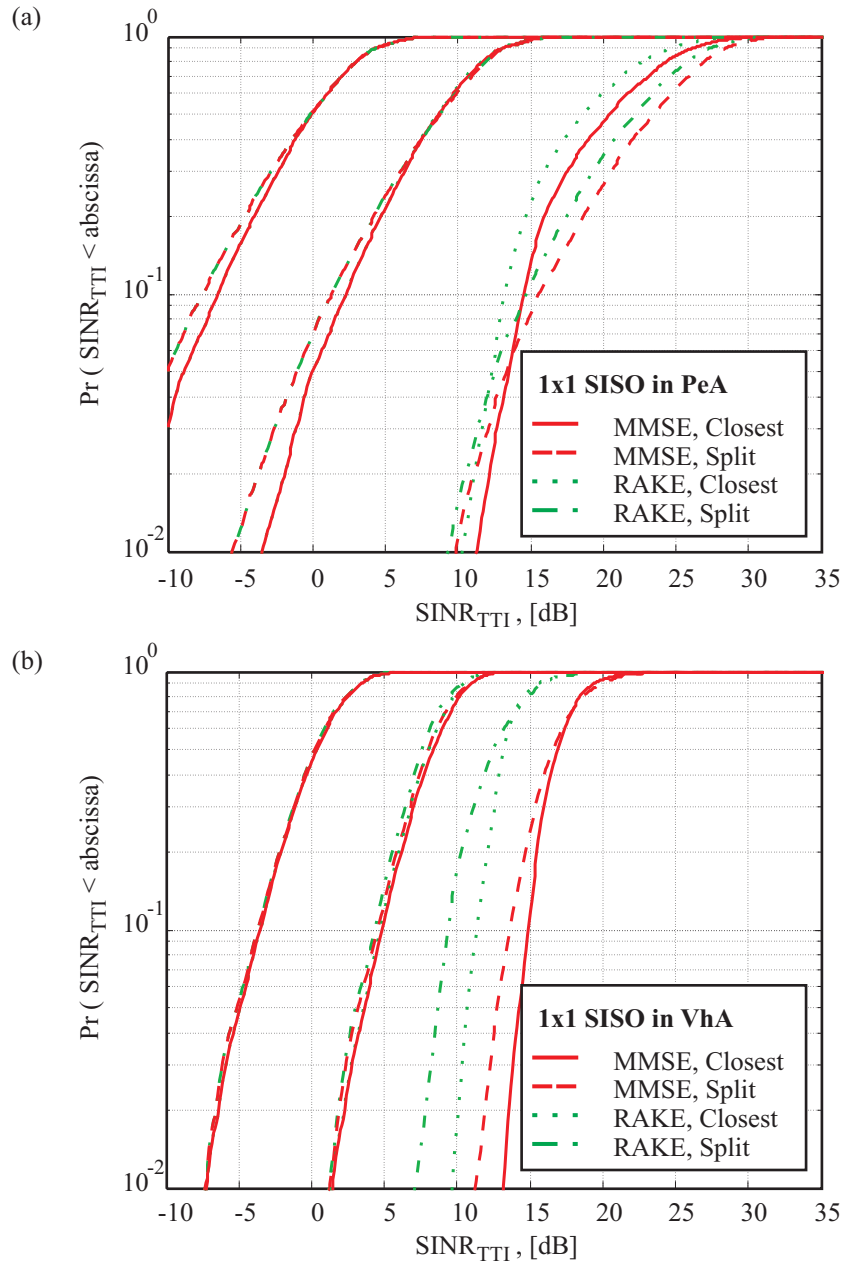 (a)
Pr ( SINR_TTI < abscissa)
10^0
10^-1
10^-2
1x1 SISO in PeA
MMSE, Closest
MMSE, Split
RAKE, Closest
RAKE, Split
-10 -5 0 5 10 15 20 25 30 35
SINR_TTI , [dB]
(b)
Pr ( SINR_TTI < abscissa)
10^0
10^-1
10^-2
1x1 SISO in VhA
MMSE, Closest
MMSE, Split
RAKE, Closest
RAKE, Split
-10 -5 0 5 10 15 20 25 30 35
SINR_TTI , [dB]